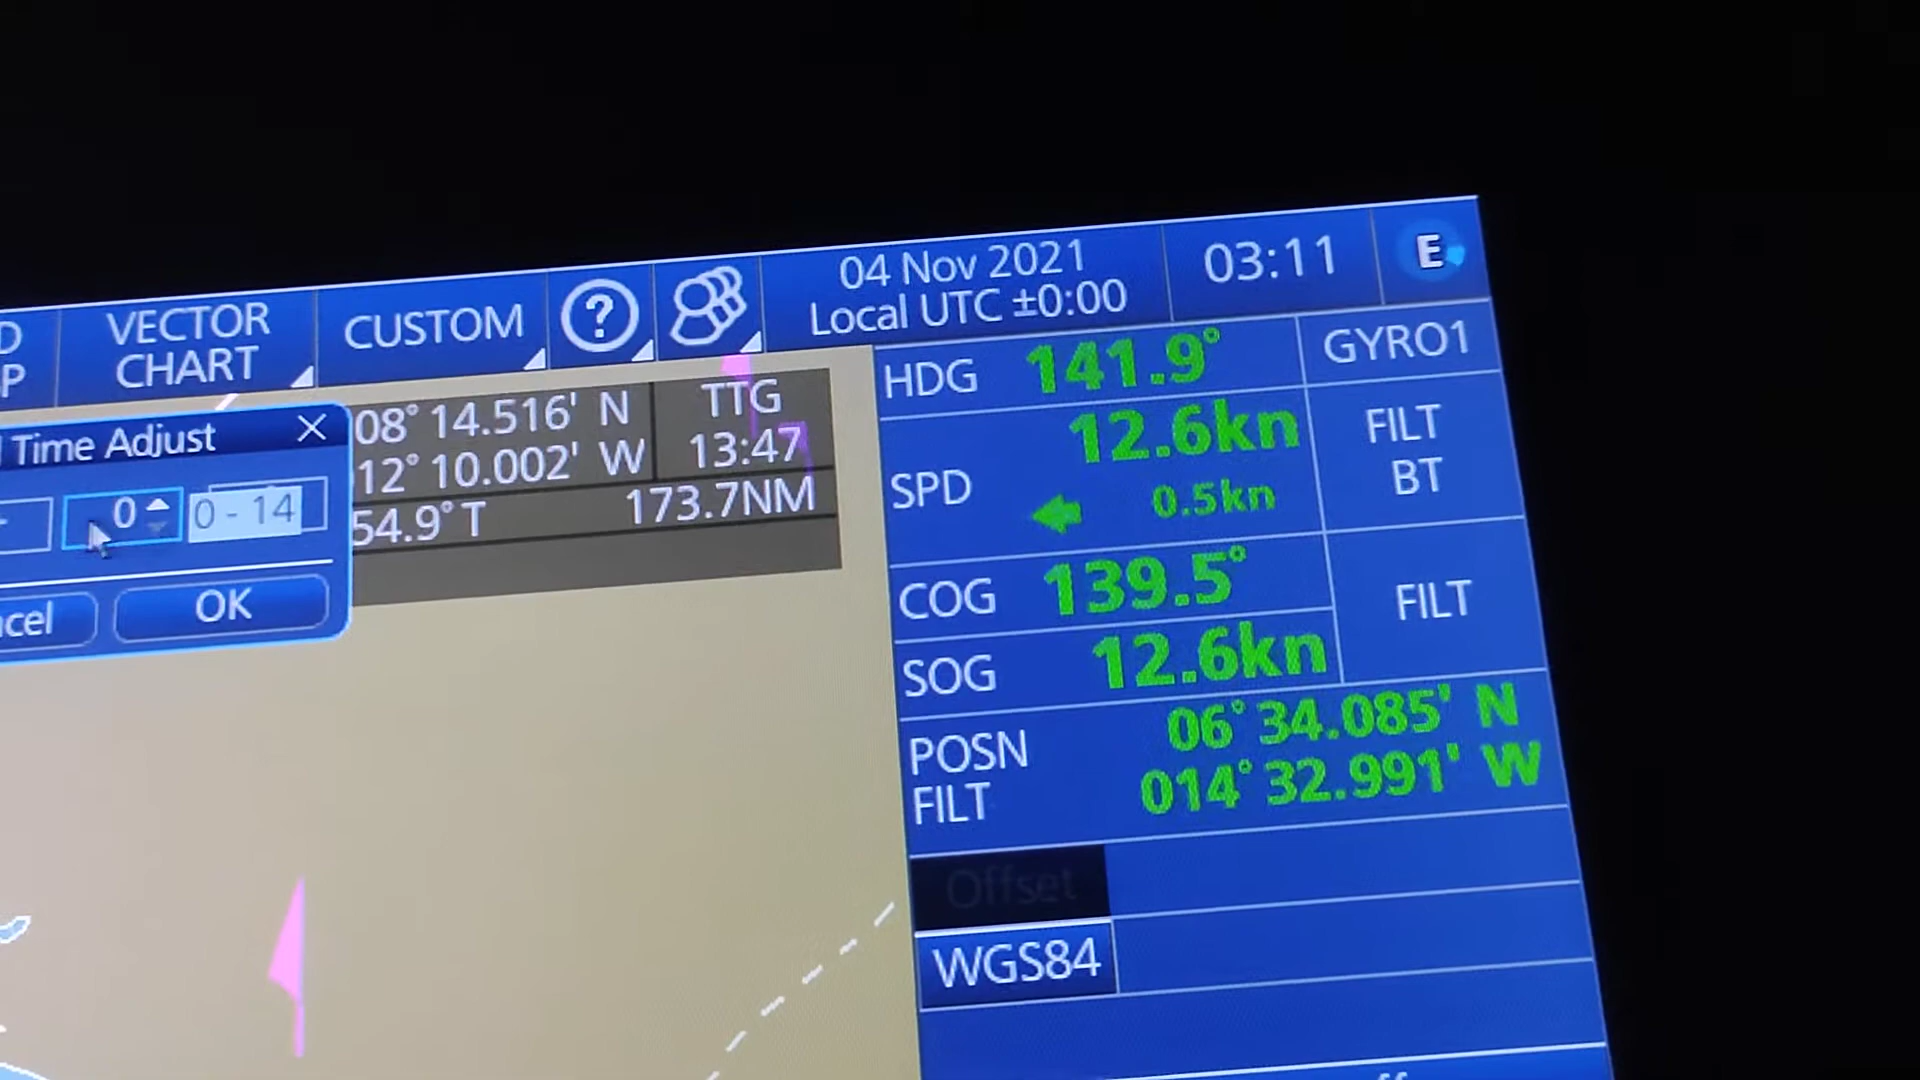 04 Nov 2021
Local UTC ±0:00
03:11
E
VECTOR
CHART
CUSTOM
?
Time Adjust
0
0 - 14
OK
08° 14.516' N
12° 10.002' W
54.9° T
TTG
13:47
173.7NM
HDG 141.9°
GYRO1
SPD 12.6kn
0.5kn
FILT
BT
COG 139.5°
SOG 12.6kn
FILT
POSN
FILT
06° 34.085' N
014° 32.991' W
Offset
WGS84